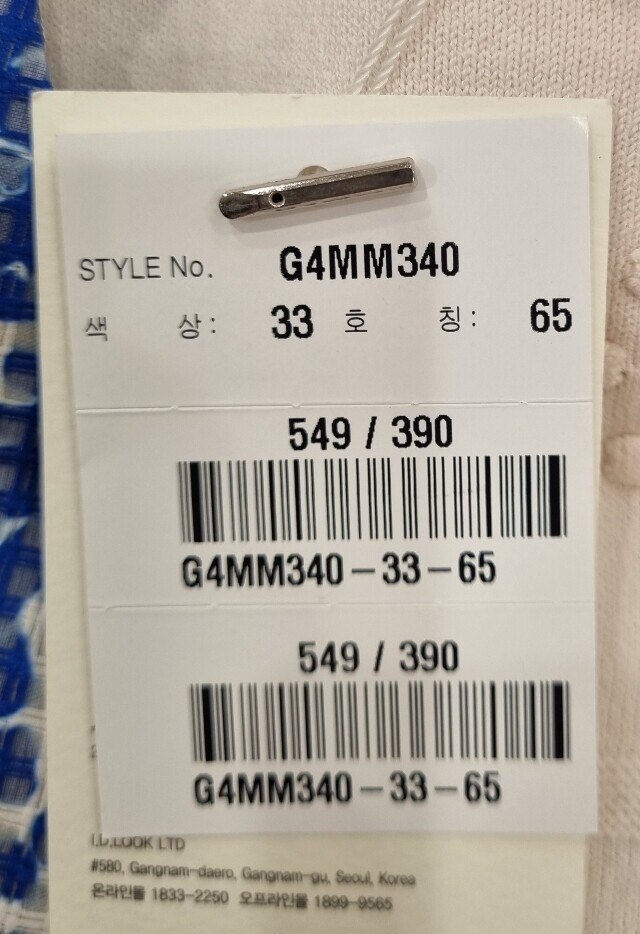 STYLE No. G4MM340
색 상: 33 호 칭: 65
549 / 390
G4MM340-33-65
549 / 390
G4MM340-33-65
I.D.LOOK LTD
#580, Gangnam-daero, Gangnam-gu, Seoul, Korea
온라인몰 1833-2250 오프라인몰 1899-9565